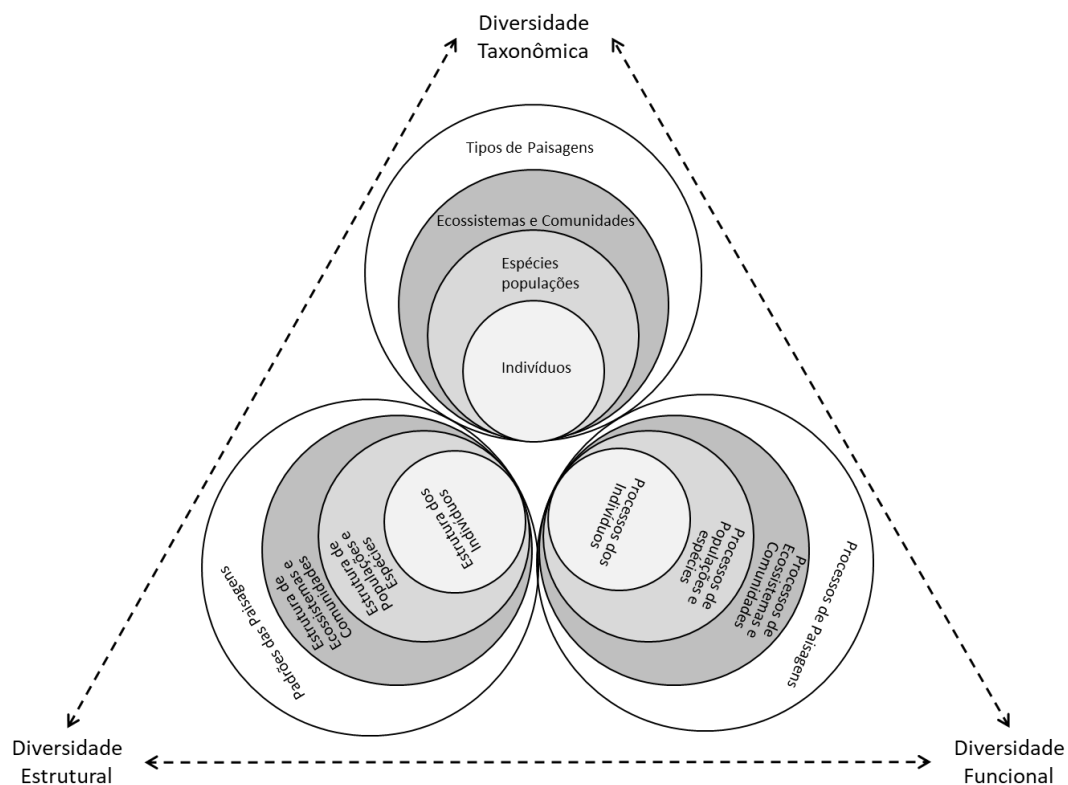 Diversidade
Taxonômica
Tipos de Paisagens
Ecossistemas e Comunidades
Espécies
populações
Indivíduos
Estrutura dos
Indivíduos
Estrutura de
Populações e
Espécies
Estrutura de
Ecossistemas e
Comunidades
Padrões das Paisagens
Processos dos
Indivíduos
Processos de
Populações e
espécies
Processos de
Ecosistemas e
Comunidades
Processos de Paisagens
Diversidade
Estrutural
Diversidade
Funcional